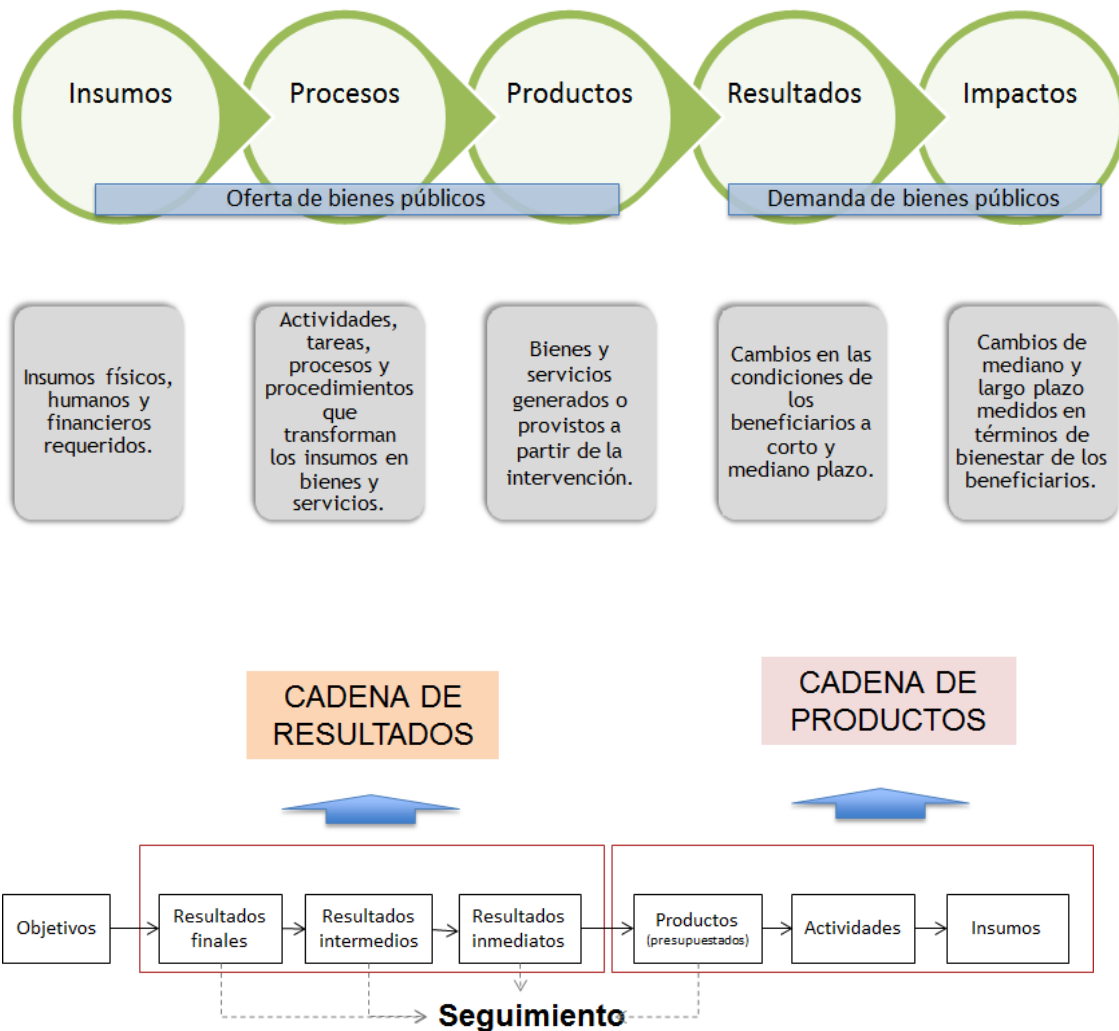 Insumos
Procesos
Productos
Resultados
Impactos
Oferta de bienes públicos
Demanda de bienes públicos
Insumos físicos,
humanos y
financieros
requeridos.
Actividades,
tareas,
procesos y
procedimientos
que
transforman
los insumos en
bienes y
servicios.
Bienes y
servicios
generados o
provistos a
partir de la
intervención.
Cambios en las
condiciones de
los
beneficiarios a
corto y
mediano plazo.
Cambios de
mediano y
largo plazo
medidos en
términos de
bienestar de los
beneficiarios.
CADENA DE
RESULTADOS
CADENA DE
PRODUCTOS
Objetivos
Resultados
finales
Resultados
intermedios
Resultados
inmediatos
Productos
(presupuestados)
Actividades
Insumos
Seguimiento